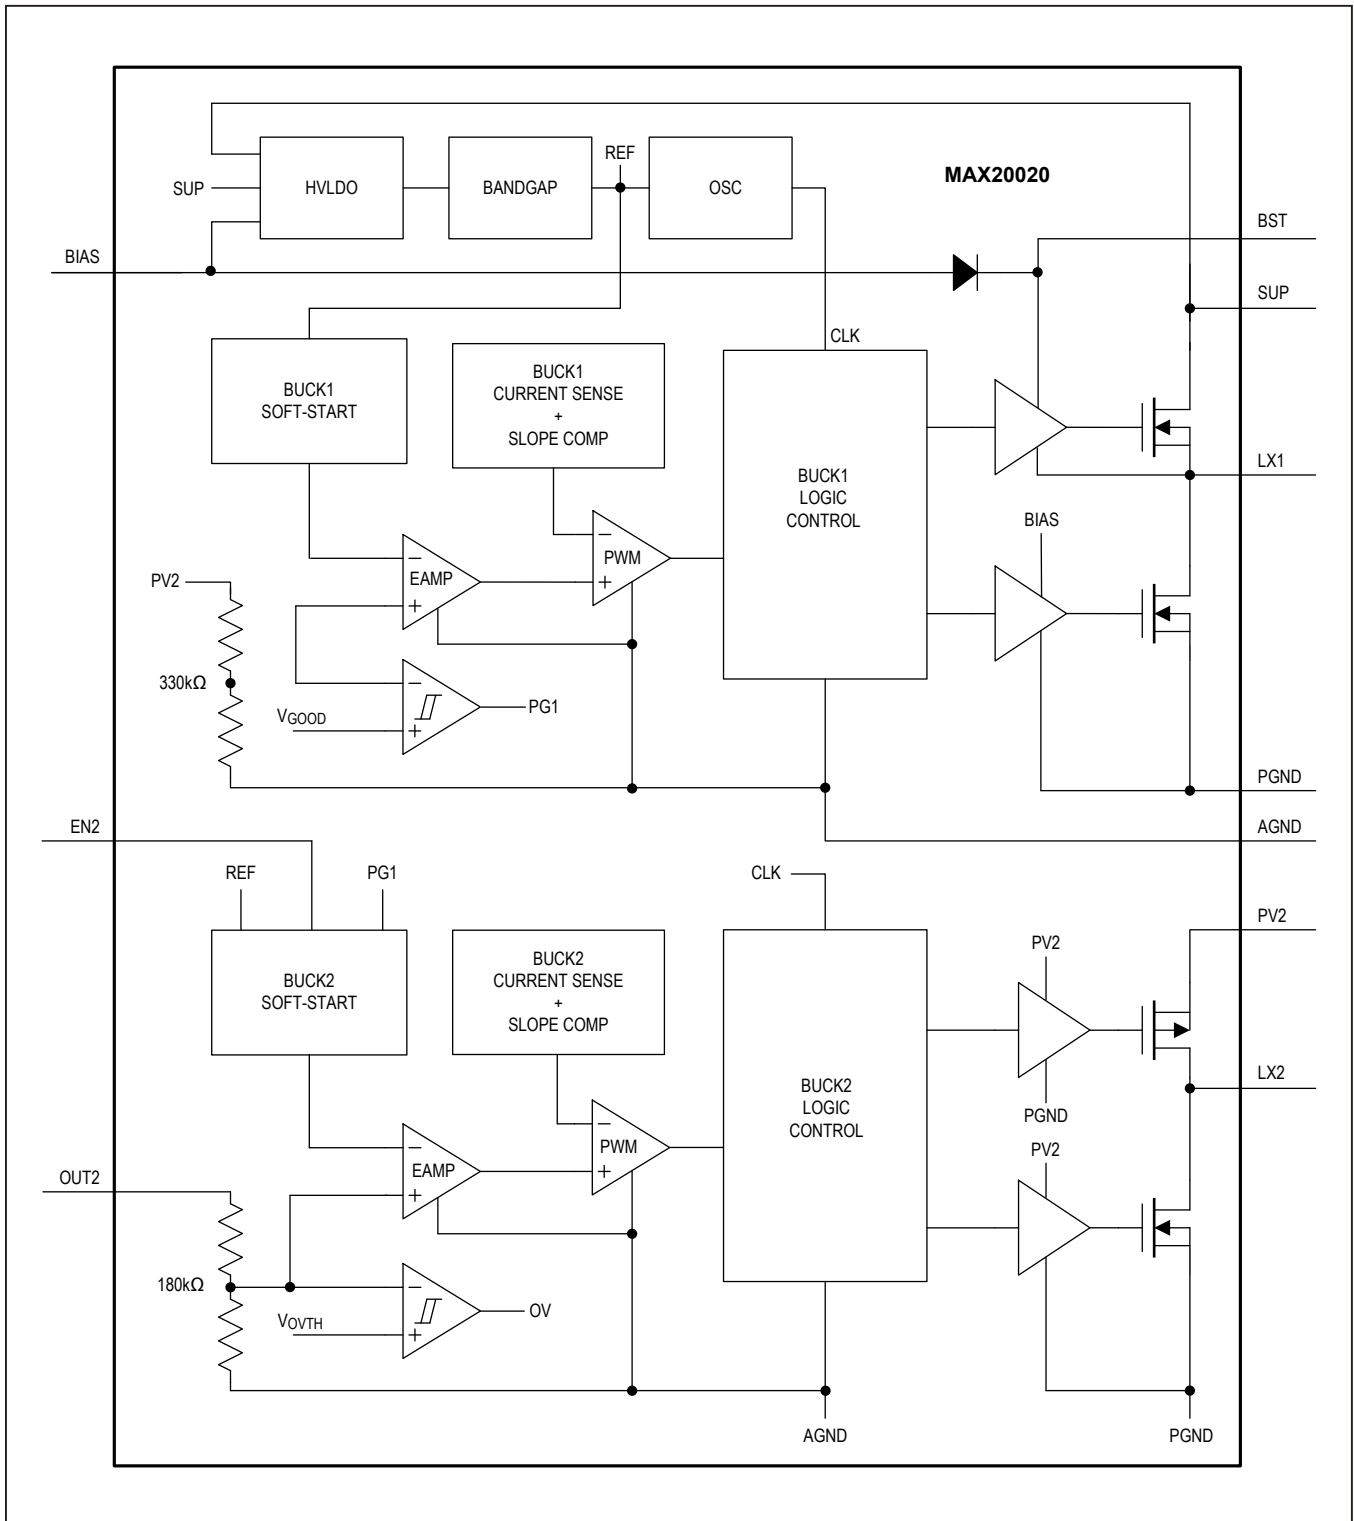 MAX20020
REF
SUP
HVLDO
BANDGAP
OSC
BST
BIAS
SUP
CLK
BUCK1
SOFT-START
BUCK1
CURRENT SENSE
+
SLOPE COMP
BUCK1
LOGIC
CONTROL
LX1
BIAS
−
EAMP
+
−
PWM
+
PV2
330kΩ
−
+
VGOOD
PG1
PGND
EN2
AGND
REF
PG1
CLK
PV2
BUCK2
SOFT-START
BUCK2
CURRENT SENSE
+
SLOPE COMP
PV2
BUCK2
LOGIC
CONTROL
LX2
PGND
−
EAMP
+
−
PWM
+
PV2
OUT2
180kΩ
−
+
VOVTH
OV
AGND
PGND